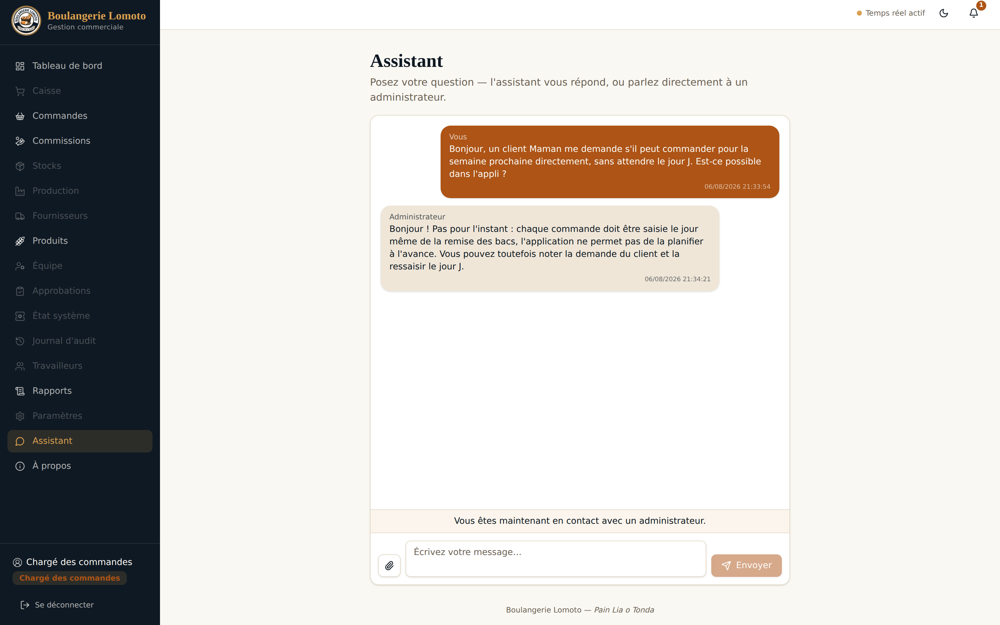 BOULANGERIE LOMOTO
Boulangerie Lomoto
Gestion commerciale
Tableau de bord
Caisse
Commandes
Commissions
Stocks
Production
Fournisseurs
Produits
Équipe
Approbations
État système
Journal d'audit
Travailleurs
Rapports
Paramètres
Assistant
À propos
Chargé des commandes
Chargé des commandes
Se déconnecter
Temps réel actif
1
Assistant
Posez votre question — l'assistant vous répond, ou parlez directement à un
administrateur.
Vous
Bonjour, un client Maman me demande s'il peut commander pour la
semaine prochaine directement, sans attendre le jour J. Est-ce possible
dans l'appli ?
06/08/2026 21:33:54
Administrateur
Bonjour ! Pas pour l'instant : chaque commande doit être saisie le jour
même de la remise des bacs, l'application ne permet pas de la planifier
à l'avance. Vous pouvez toutefois noter la demande du client et la
ressaisir le jour J.
06/08/2026 21:34:21
Vous êtes maintenant en contact avec un administrateur.
Écrivez votre message...
Envoyer
Boulangerie Lomoto — Pain Lia o Tonda